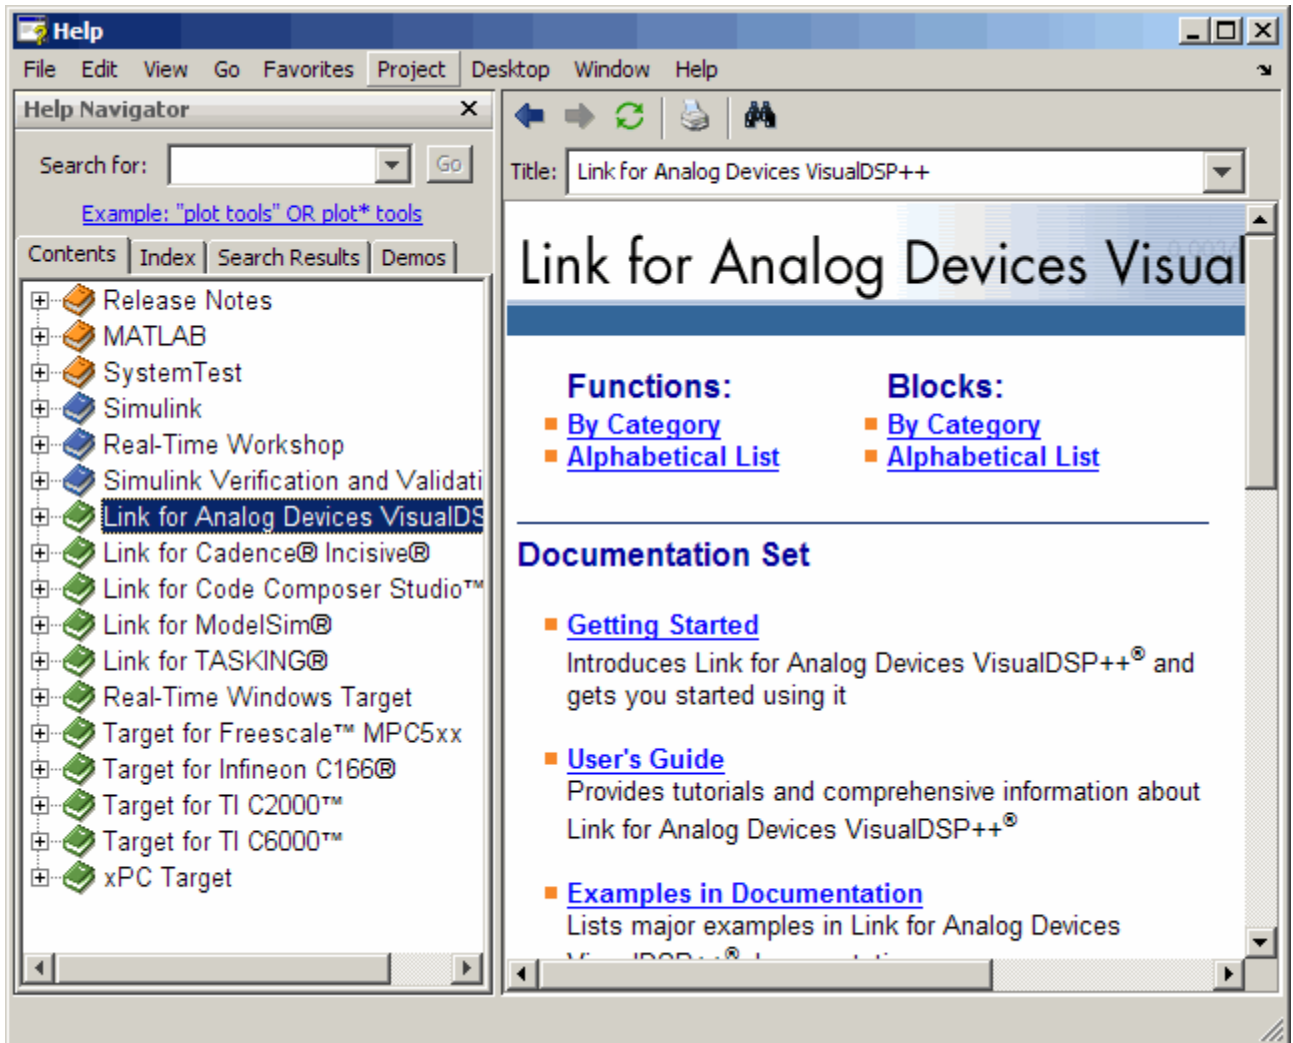 Help
File Edit View Go Favorites Project Desktop Window Help
Help Navigator
Search for: Go
Example: "plot tools" OR plot* tools
Contents Index Search Results Demos
Release Notes
MATLAB
SystemTest
Simulink
Real-Time Workshop
Simulink Verification and Validati
Link for Analog Devices VisualDS
Link for Cadence® Incisive®
Link for Code Composer Studio™
Link for ModelSim®
Link for TASKING®
Real-Time Windows Target
Target for Freescale™ MPC5xx
Target for Infineon C166®
Target for TI C2000™
Target for TI C6000™
xPC Target
Title: Link for Analog Devices VisualDSP++
Link for Analog Devices Visual
Functions:
By Category
Alphabetical List
Blocks:
By Category
Alphabetical List
Documentation Set
Getting Started
Introduces Link for Analog Devices VisualDSP++® and
gets you started using it
User's Guide
Provides tutorials and comprehensive information about
Link for Analog Devices VisualDSP++®
Examples in Documentation
Lists major examples in Link for Analog Devices